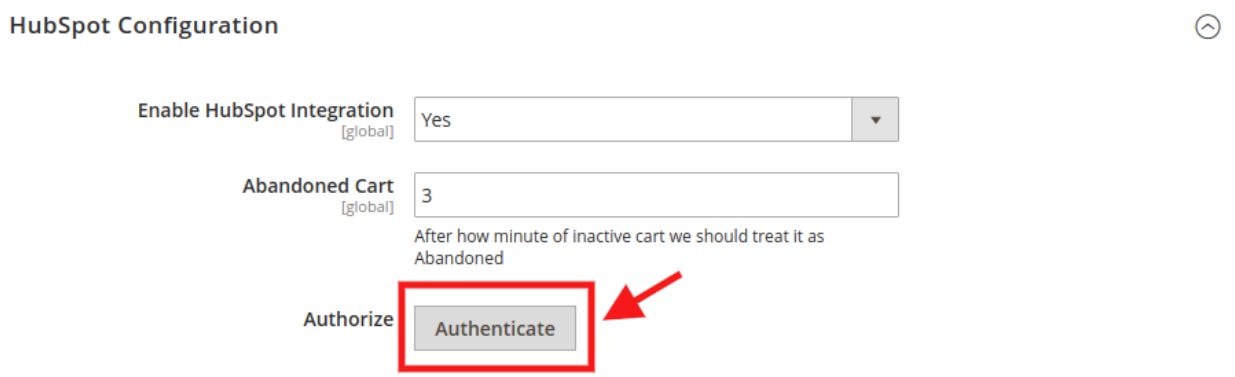 HubSpot Configuration
Enable HubSpot Integration
[global]
Yes
Abandoned Cart
[global]
3
After how minute of inactive cart we should treat it as
Abandoned
Authorize
Authenticate